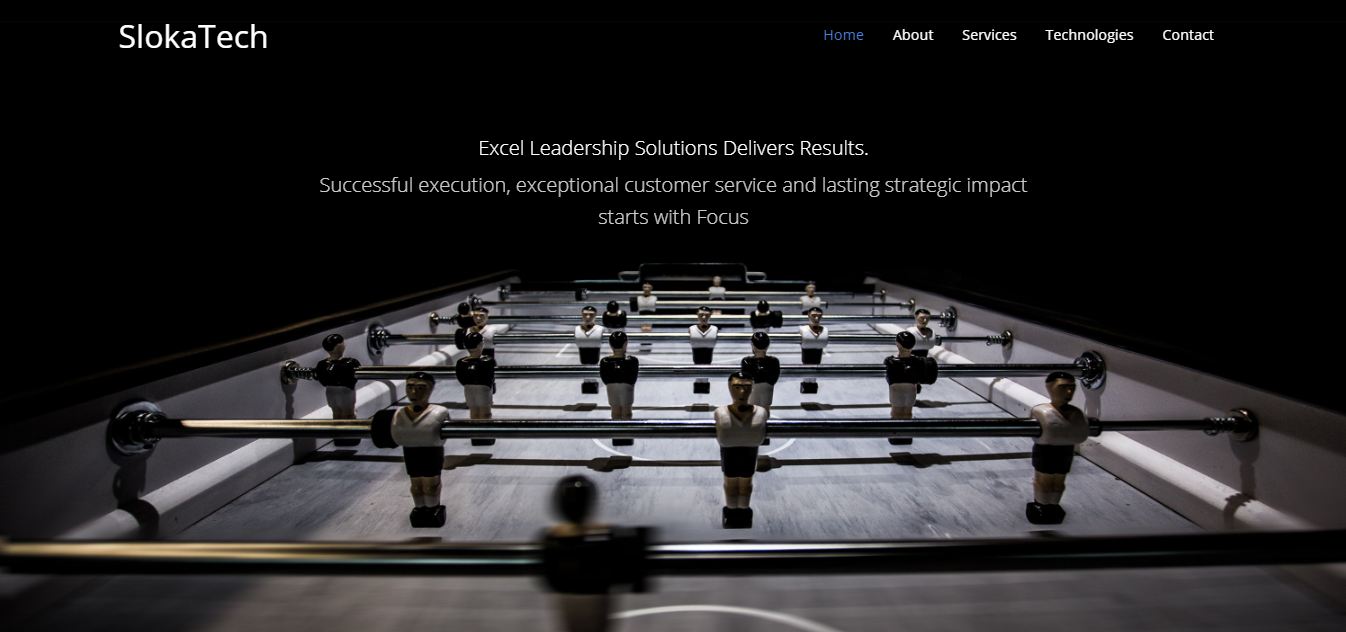 SlokaTech
Home About Services Technologies Contact
Excel Leadership Solutions Delivers Results.
Successful execution, exceptional customer service and lasting strategic impact
starts with Focus